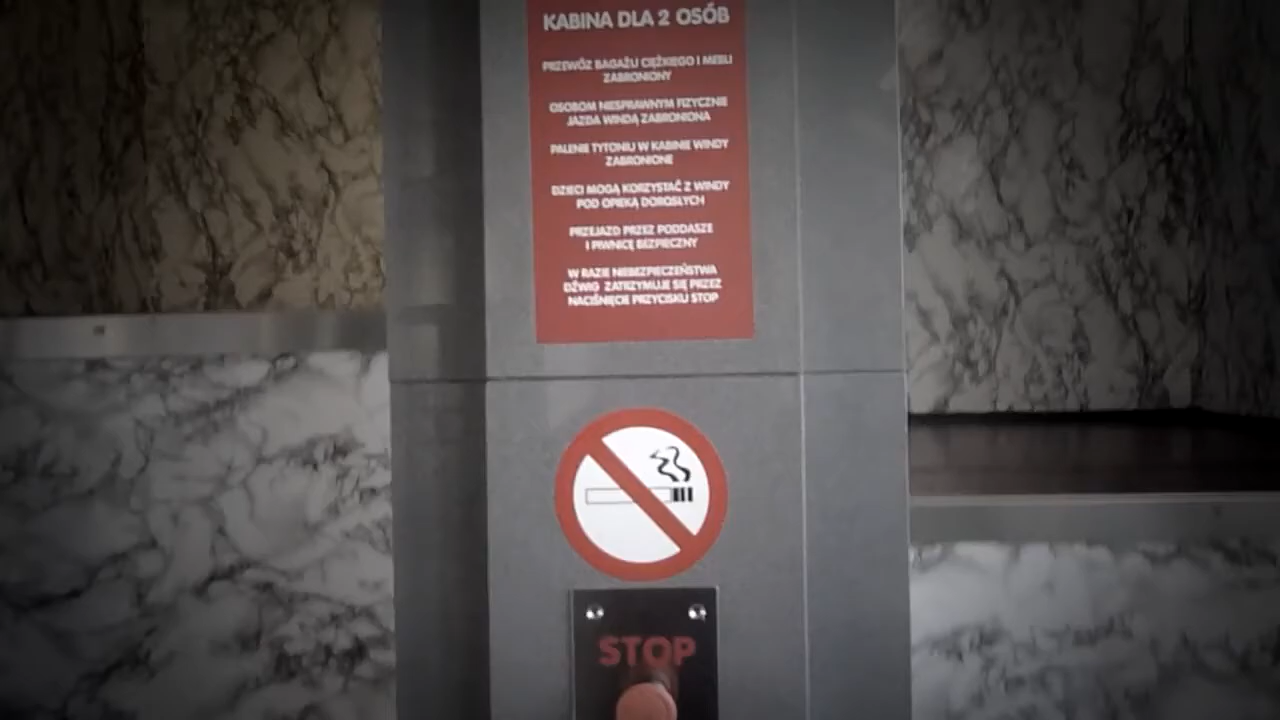 KABINA DLA 2 OSÓB
PRZEWÓZ BAGAŻU CIĘŻKIEGO I MEBLI
ZABRONIONY
OSOBOM NIESPRAWNYM FIZYCZNIE
JAZDA WINDĄ ZABRONIONA
PALENIE TYTONIU W KABINIE WINDY
ZABRONIONE
DZIECI MOGĄ KORZYSTAĆ Z WINDY
POD OPIEKĄ DOROSŁYCH
PRZEJAZD PRZEZ PODDASZE
I PIWNICĘ BEZPIECZNY
W RAZIE NIEBEZPIECZEŃSTWA
DŹWIG ZATRZYMUJE SIĘ PRZEZ
NACIŚNIĘCIE PRZYCISKU STOP
STOP